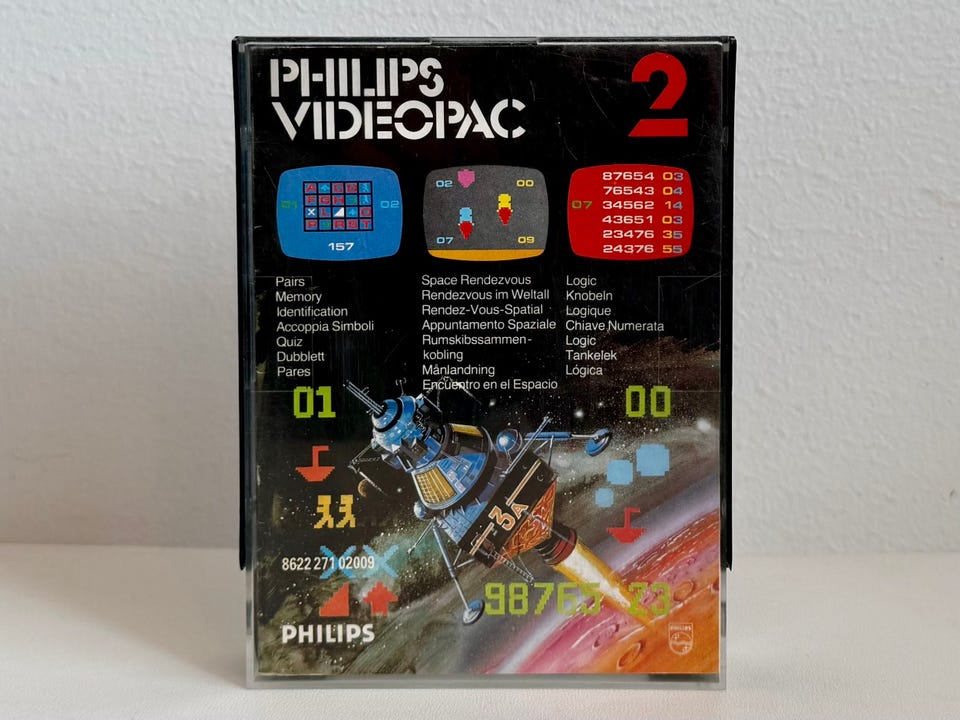 PHILIPS
VIDEOPAC
2
01
02
157
02
00
07
09
07
87654 03
76543 04
34562 14
43651 03
23476 35
24376 55
Pairs
Memory
Identification
Accoppia Simboli
Quiz
Dubblett
Pares
Space Rendezvous
Rendezvous im Weltall
Rendez-Vous-Spatial
Appuntamento Spaziale
Rumskibssammen-
kobling
Månlandning
Encuentro en el Espacio
Logic
Knobeln
Logique
Chiave Numerata
Logic
Tankelek
Lógica
01
00
3A
8622 271 02009
98765 23
PHILIPS
PHILIPS